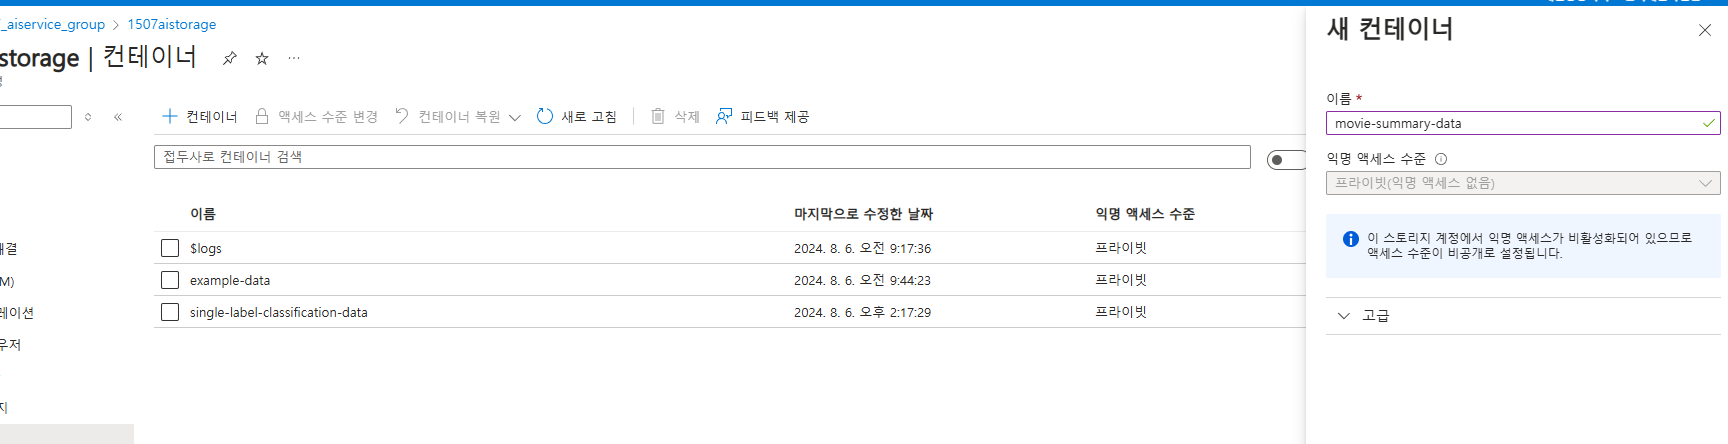 _aiservice_group > 1507aistorage
storage | 컨테이너 ...
컨테이너 액세스 수준 변경 컨테이너 복원 새로 고침 삭제 피드백 제공
접두사로 컨테이너 검색
이름 마지막으로 수정한 날짜 익명 액세스 수준
$logs 2024. 8. 6. 오전 9:17:36 프라이빗
example-data 2024. 8. 6. 오전 9:44:23 프라이빗
single-label-classification-data 2024. 8. 6. 오후 2:17:29 프라이빗
M)
우저
지
새 컨테이너
이름 *
movie-summary-data
익명 액세스 수준
프라이빗(익명 액세스 없음)
이 스토리지 계정에서 익명 액세스가 비활성화되어 있으므로
액세스 수준이 비공개로 설정됩니다.
고급